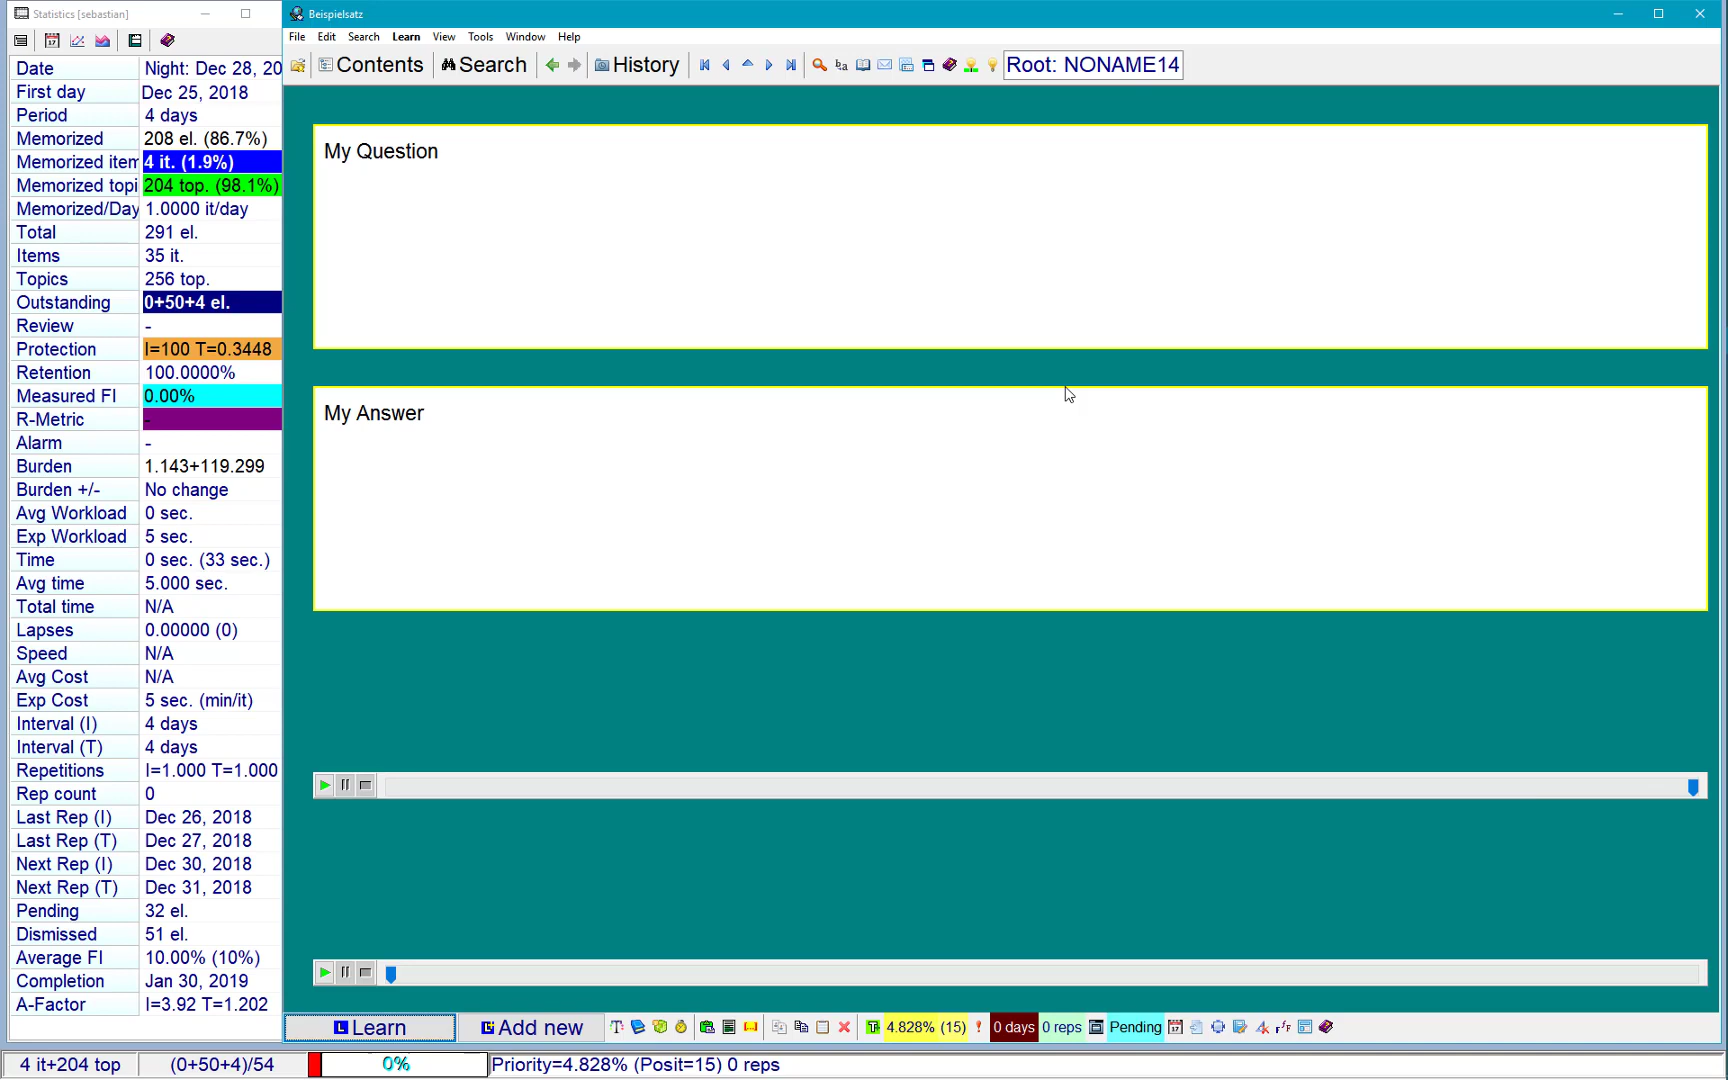 Statistics [sebastian]
Beispielsatz
File Edit Search Learn View Tools Window Help
Contents Search History Root: NONAME14
Date Night: Dec 28, 20
First day Dec 25, 2018
Period 4 days
Memorized 208 el. (86.7%)
Memorized item 4 it. (1.9%)
Memorized topi 204 top. (98.1%)
Memorized/Day 1.0000 it/day
Total 291 el.
Items 35 it.
Topics 256 top.
Outstanding 0+50+4 el.
Review -
Protection I=100 T=0.3448
Retention 100.0000%
Measured FI 0.00%
R-Metric -
Alarm -
Burden 1.143+119.299
Burden +/- No change
Avg Workload 0 sec.
Exp Workload 5 sec.
Time 0 sec. (33 sec.)
Avg time 5.000 sec.
Total time N/A
Lapses 0.00000 (0)
Speed N/A
Avg Cost N/A
Exp Cost 5 sec. (min/it)
Interval (I) 4 days
Interval (T) 4 days
Repetitions I=1.000 T=1.000
Rep count 0
Last Rep (I) Dec 26, 2018
Last Rep (T) Dec 27, 2018
Next Rep (I) Dec 30, 2018
Next Rep (T) Dec 31, 2018
Pending 32 el.
Dismissed 51 el.
Average FI 10.00% (10%)
Completion Jan 30, 2019
A-Factor I=3.92 T=1.202
My Question
My Answer
Learn Add new 4.828% (15) 0 days 0 reps Pending
4 it+204 top (0+50+4)/54 0% Priority=4.828% (Posit=15) 0 reps